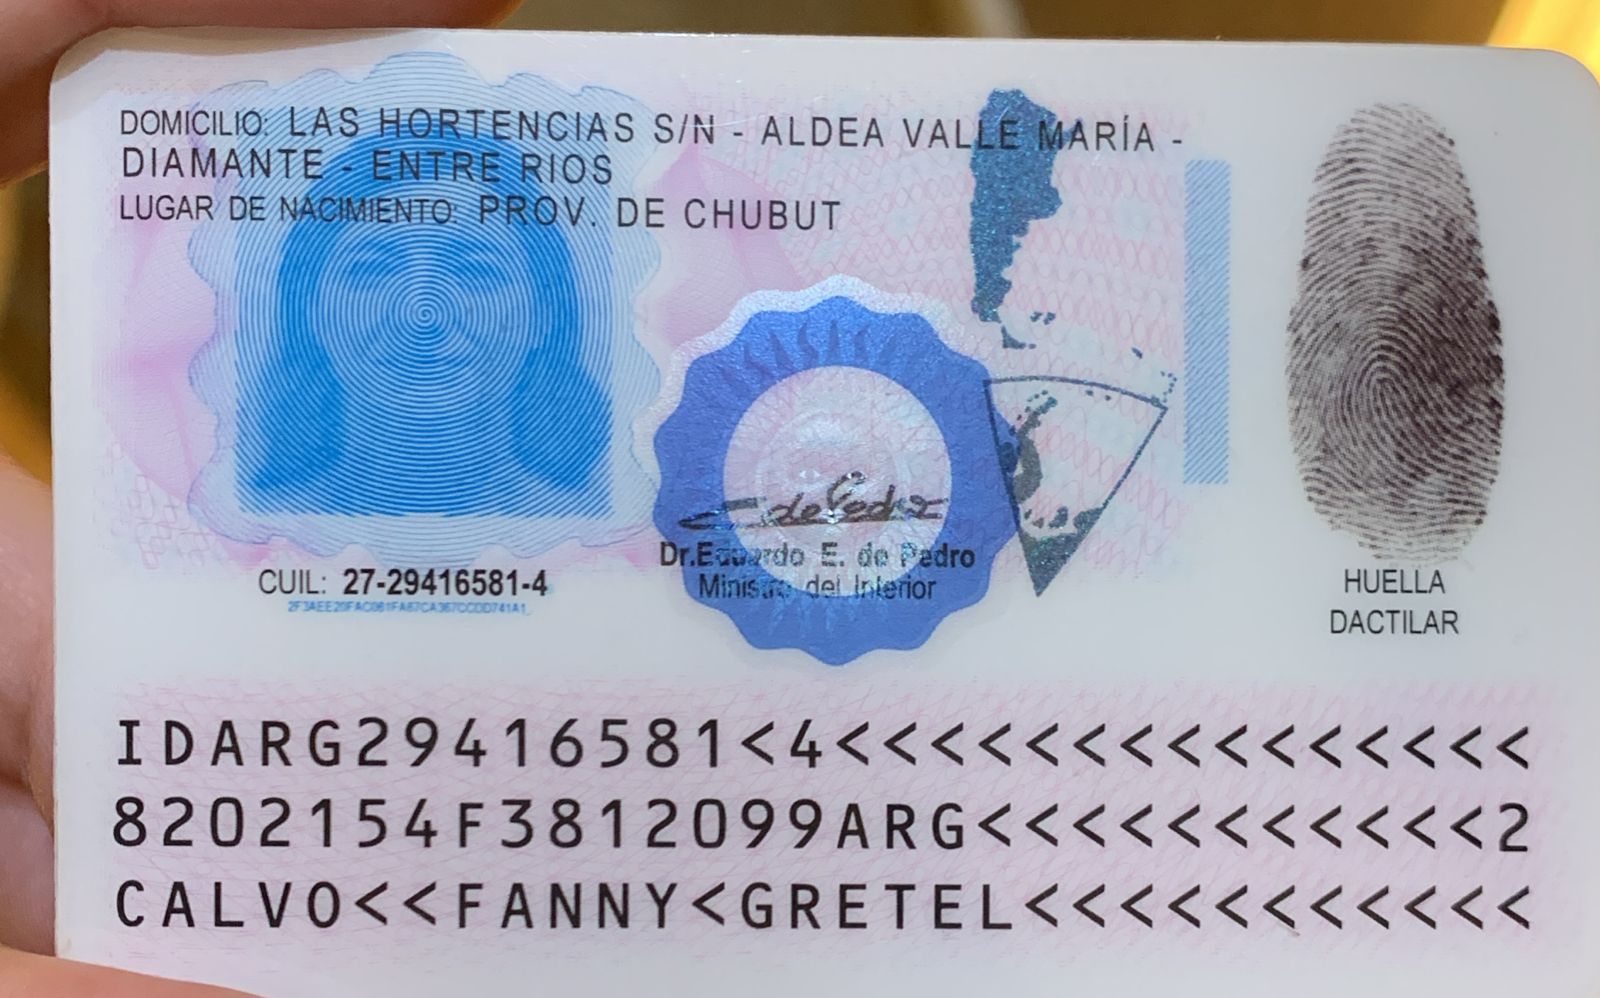 DOMICILIO: LAS HORTENCIAS S/N - ALDEA VALLE MARÍA -
DIAMANTE - ENTRE RIOS
LUGAR DE NACIMIENTO: PROV. DE CHUBUT
Dr.Eduardo E. de Pedro
Ministro del Interior
CUIL: 27-29416581-4
HUELLA
DACTILAR
IDARG29416581<4<<<<<<<<<<<<<<<
8202154F3812099ARG<<<<<<<<<<<2
CALVO<<FANNY<GRETEL<<<<<<<<<<<